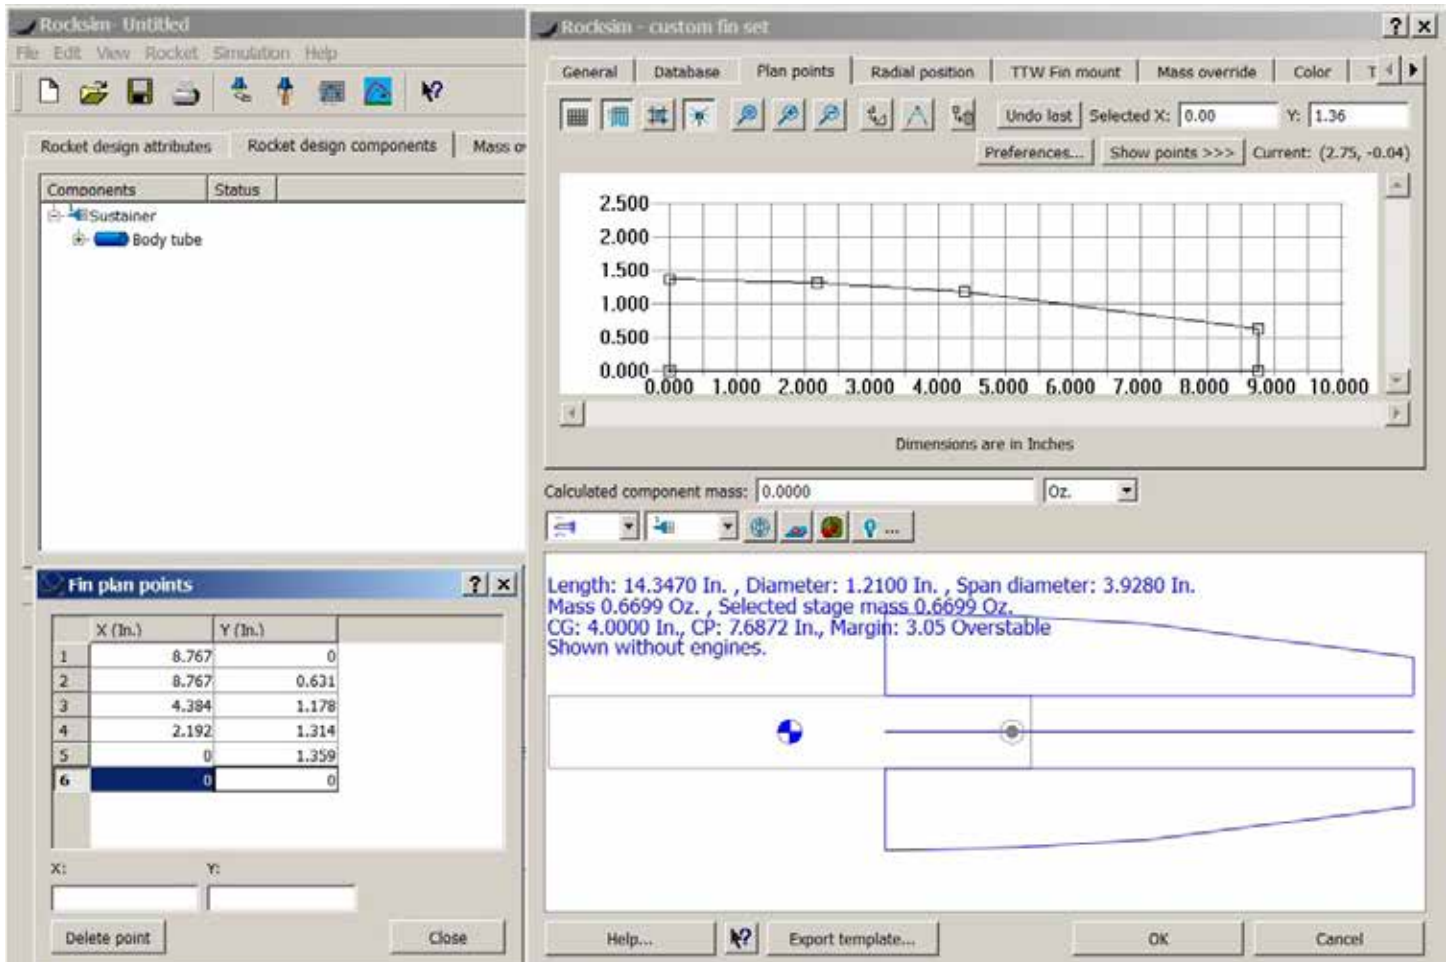 Rocksim- Untitled
File Edit View Rocket Simulation Help
Rocket design attributes Rocket design components Mass o
Components Status
Sustainer
Body tube
Rocksim - custom fin set
General Database Plan points Radial position TTW Fin mount Mass override Color T
Undo last Selected X: 0.00 Y: 1.36
Preferences... Show points >>> Current: (2.75, -0.04)
2.500
2.000
1.500
1.000
0.500
0.000
0.000 1.000 2.000 3.000 4.000 5.000 6.000 7.000 8.000 9.000 10.000
Dimensions are in Inches
Calculated component mass: 0.0000 Oz.
...
Length: 14.3470 In. , Diameter: 1.2100 In. , Span diameter: 3.9280 In.
Mass 0.6699 Oz. , Selected stage mass 0.6699 Oz.
CG: 4.0000 In., CP: 7.6872 In., Margin: 3.05 Overstable
Shown without engines.
Help... Export template... OK Cancel
Fin plan points
X (In.) Y (In.)
1 8.767 0
2 8.767 0.631
3 4.384 1.178
4 2.192 1.314
5 0 1.359
6 0 0
X: Y:
Delete point Close